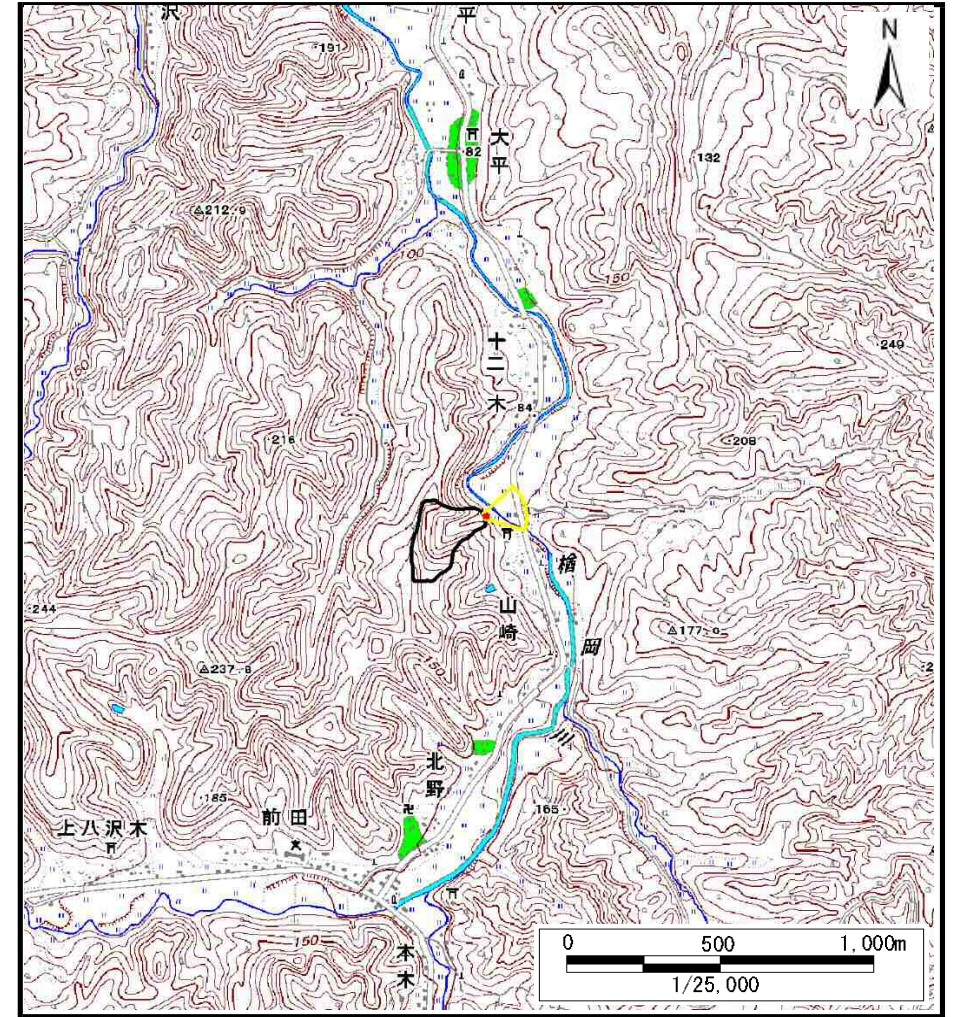 沢
平
N
・191
大平
・82
132
△212.9
100
150
十二ノ木
・249
84
・216
・208
楢岡川
山崎
・244
△177.0
△237.8
150
北野
・185
前田
165・
上八沢木
150
本木
0 500 1,000m
1/25,000